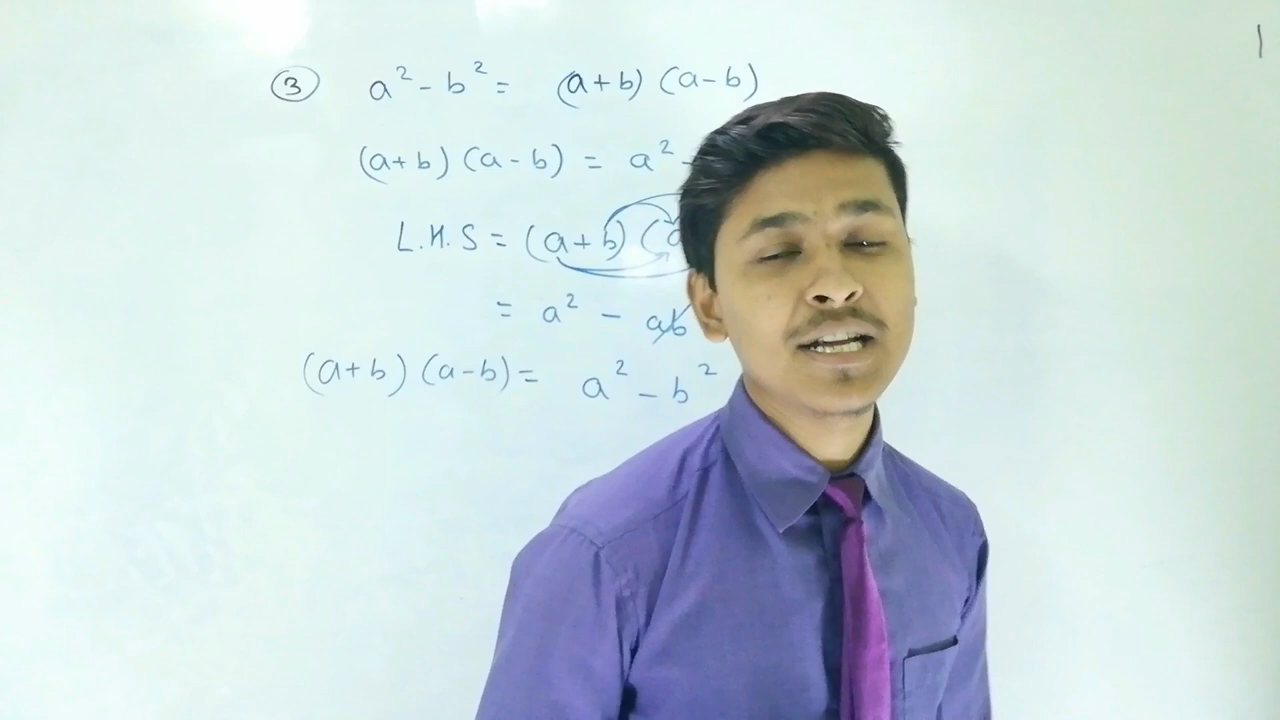 ③ a² - b² = (a+b) (a-b)
(a+b) (a-b) = a² -
L.H.S = (a+b) (
= a² - ab
(a+b) (a-b) = a² - b²